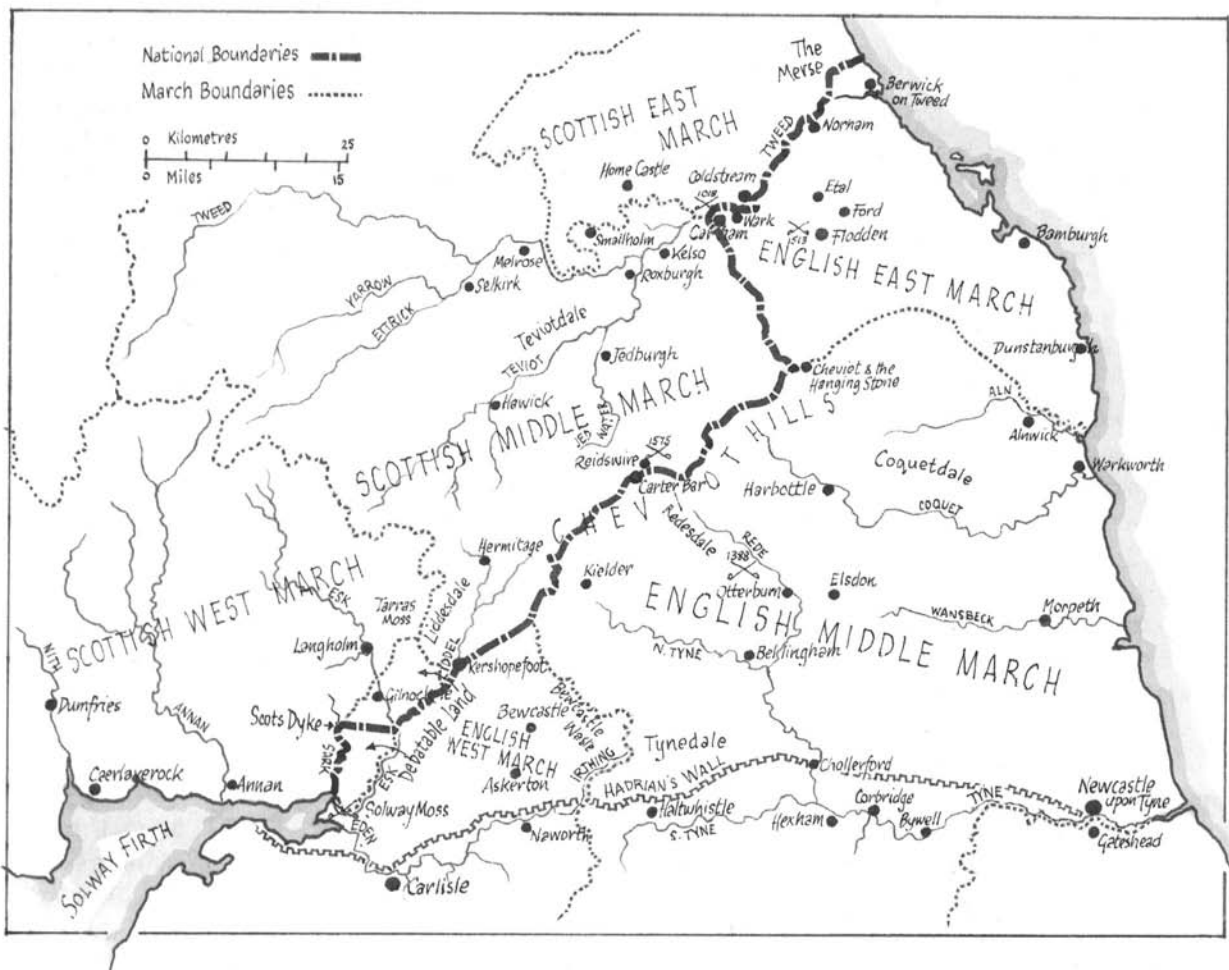 National Boundaries
March Boundaries
0 Kilometres 25
0 Miles 15
The
Merse
Berwick
on Tweed
SCOTTISH EAST
MARCH
TWEED
Norham
Home Castle
Coldstream
1018
Etal
Ford
Wark
Carham
1513
Flodden
TWEED
Smallholm
Kelso
Melrose
Roxburgh
Bamburgh
ENGLISH EAST MARCH
Selkirk
YARROW
ETTRICK
Teviotdale
TEVIOT
Jedburgh
Dunstanburgh
Cheviot & the
Hanging Stone
ALN
Hawick
JED
WATER
SCOTTISH MIDDLE MARCH
Alnwick
CHEVIOT HILLS
Coquetdale
Reidswire
1575
Carter Bar
Warkworth
Harbottle
COQUET
Redesdale
REDE
Hermitage
1388
Kielder
Otterburn
Elsdon
SCOTTISH WEST MARCH
ESK
Tarras
Moss
Liddesdale
LIDDEL
ENGLISH MIDDLE MARCH
WANSBECK
Morpeth
Langholm
Kershopefoot
N. TYNE
Bellingham
NITH
Gilnockie
Dumfries
ANNAN
Scots Dyke
Debatable Land
Bewcastle
Bewcastle
Waste
ENGLISH
WEST MARCH
Tynedale
SARK
ESK
Askerton
IRTHING
HADRIAN'S WALL
Chollerford
Caerlaverock
Annan
Solway Moss
EDEN
Haltwhistle
S. TYNE
Naworth
Hexham
Corbridge
Bywell
TYNE
Newcastle
upon Tyne
Gateshead
SOLWAY FIRTH
Carlisle